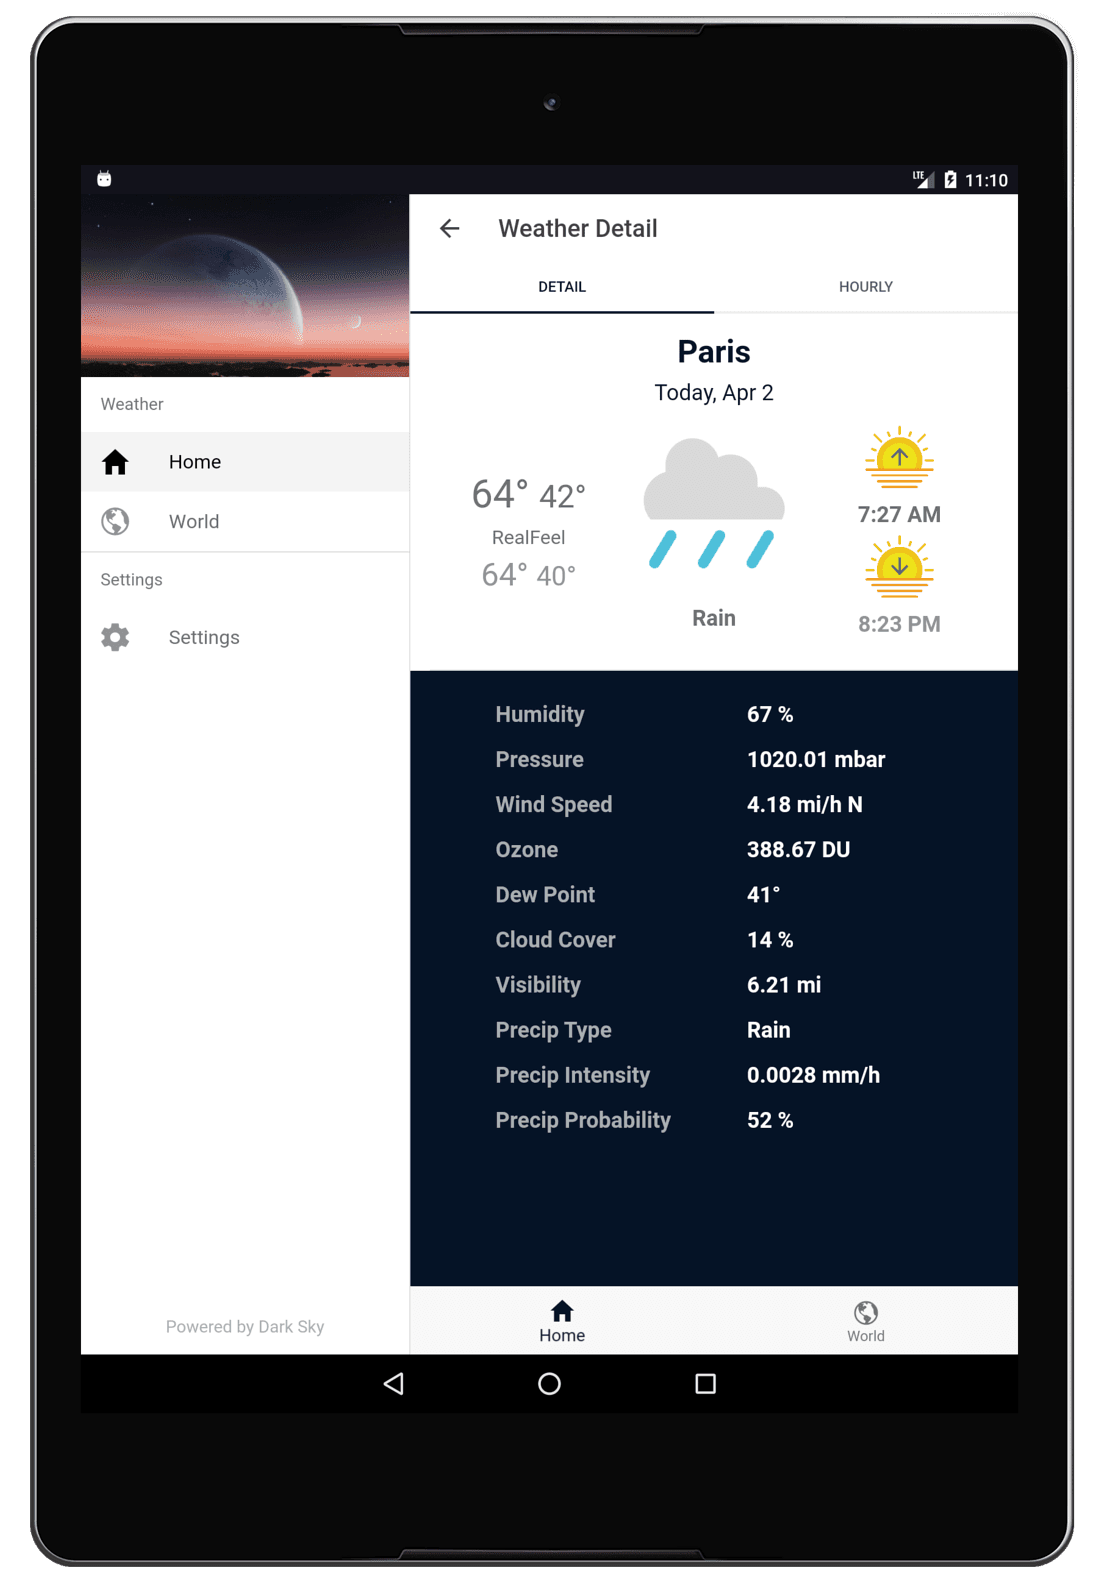 LTE 11:10
Weather
Home
World
Settings
Settings
Powered by Dark Sky
Weather Detail
DETAIL HOURLY
Paris
Today, Apr 2
64° 42°
RealFeel
64° 40°
Rain
7:27 AM
8:23 PM
Humidity 67 %
Pressure 1020.01 mbar
Wind Speed 4.18 mi/h N
Ozone 388.67 DU
Dew Point 41°
Cloud Cover 14 %
Visibility 6.21 mi
Precip Type Rain
Precip Intensity 0.0028 mm/h
Precip Probability 52 %
Home World